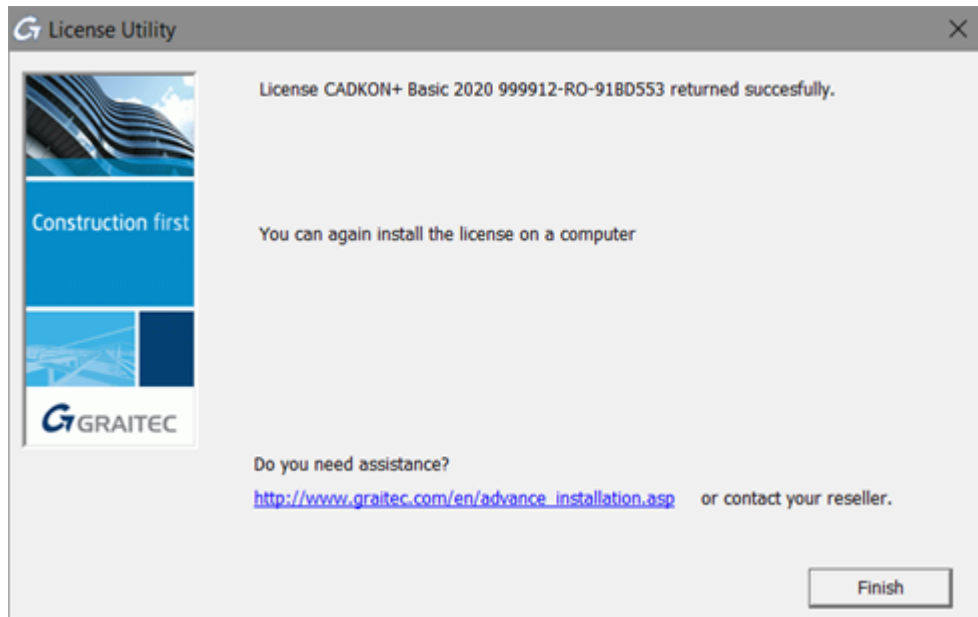 License Utility
License CADKON+ Basic 2020 999912-RO-91BD553 returned succesfully.
Construction first
You can again install the license on a computer
GRAITEC
Do you need assistance?
http://www.graitec.com/en/advance_installation.asp or contact your reseller.
Finish